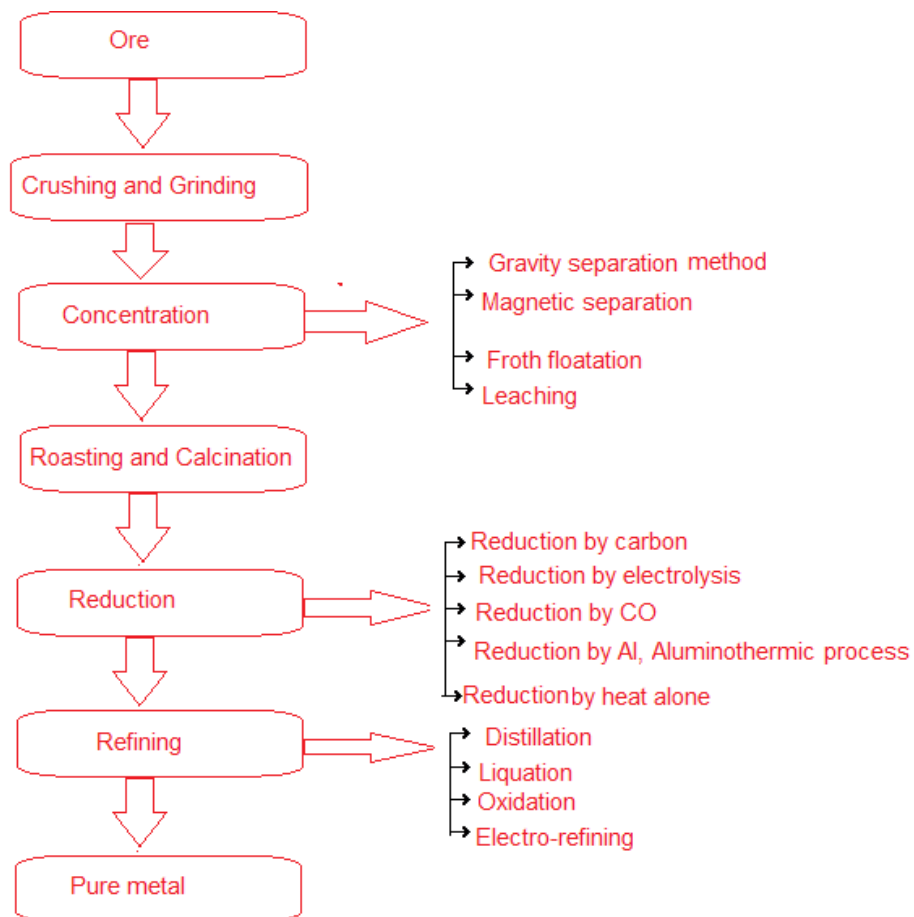 Ore
Crushing and Grinding
Concentration
Gravity separation method
Magnetic separation
Froth floatation
Leaching
Roasting and Calcination
Reduction
Reduction by carbon
Reduction by electrolysis
Reduction by CO
Reduction by Al, Aluminothermic process
Reduction by heat alone
Refining
Distillation
Liquation
Oxidation
Electro-refining
Pure metal